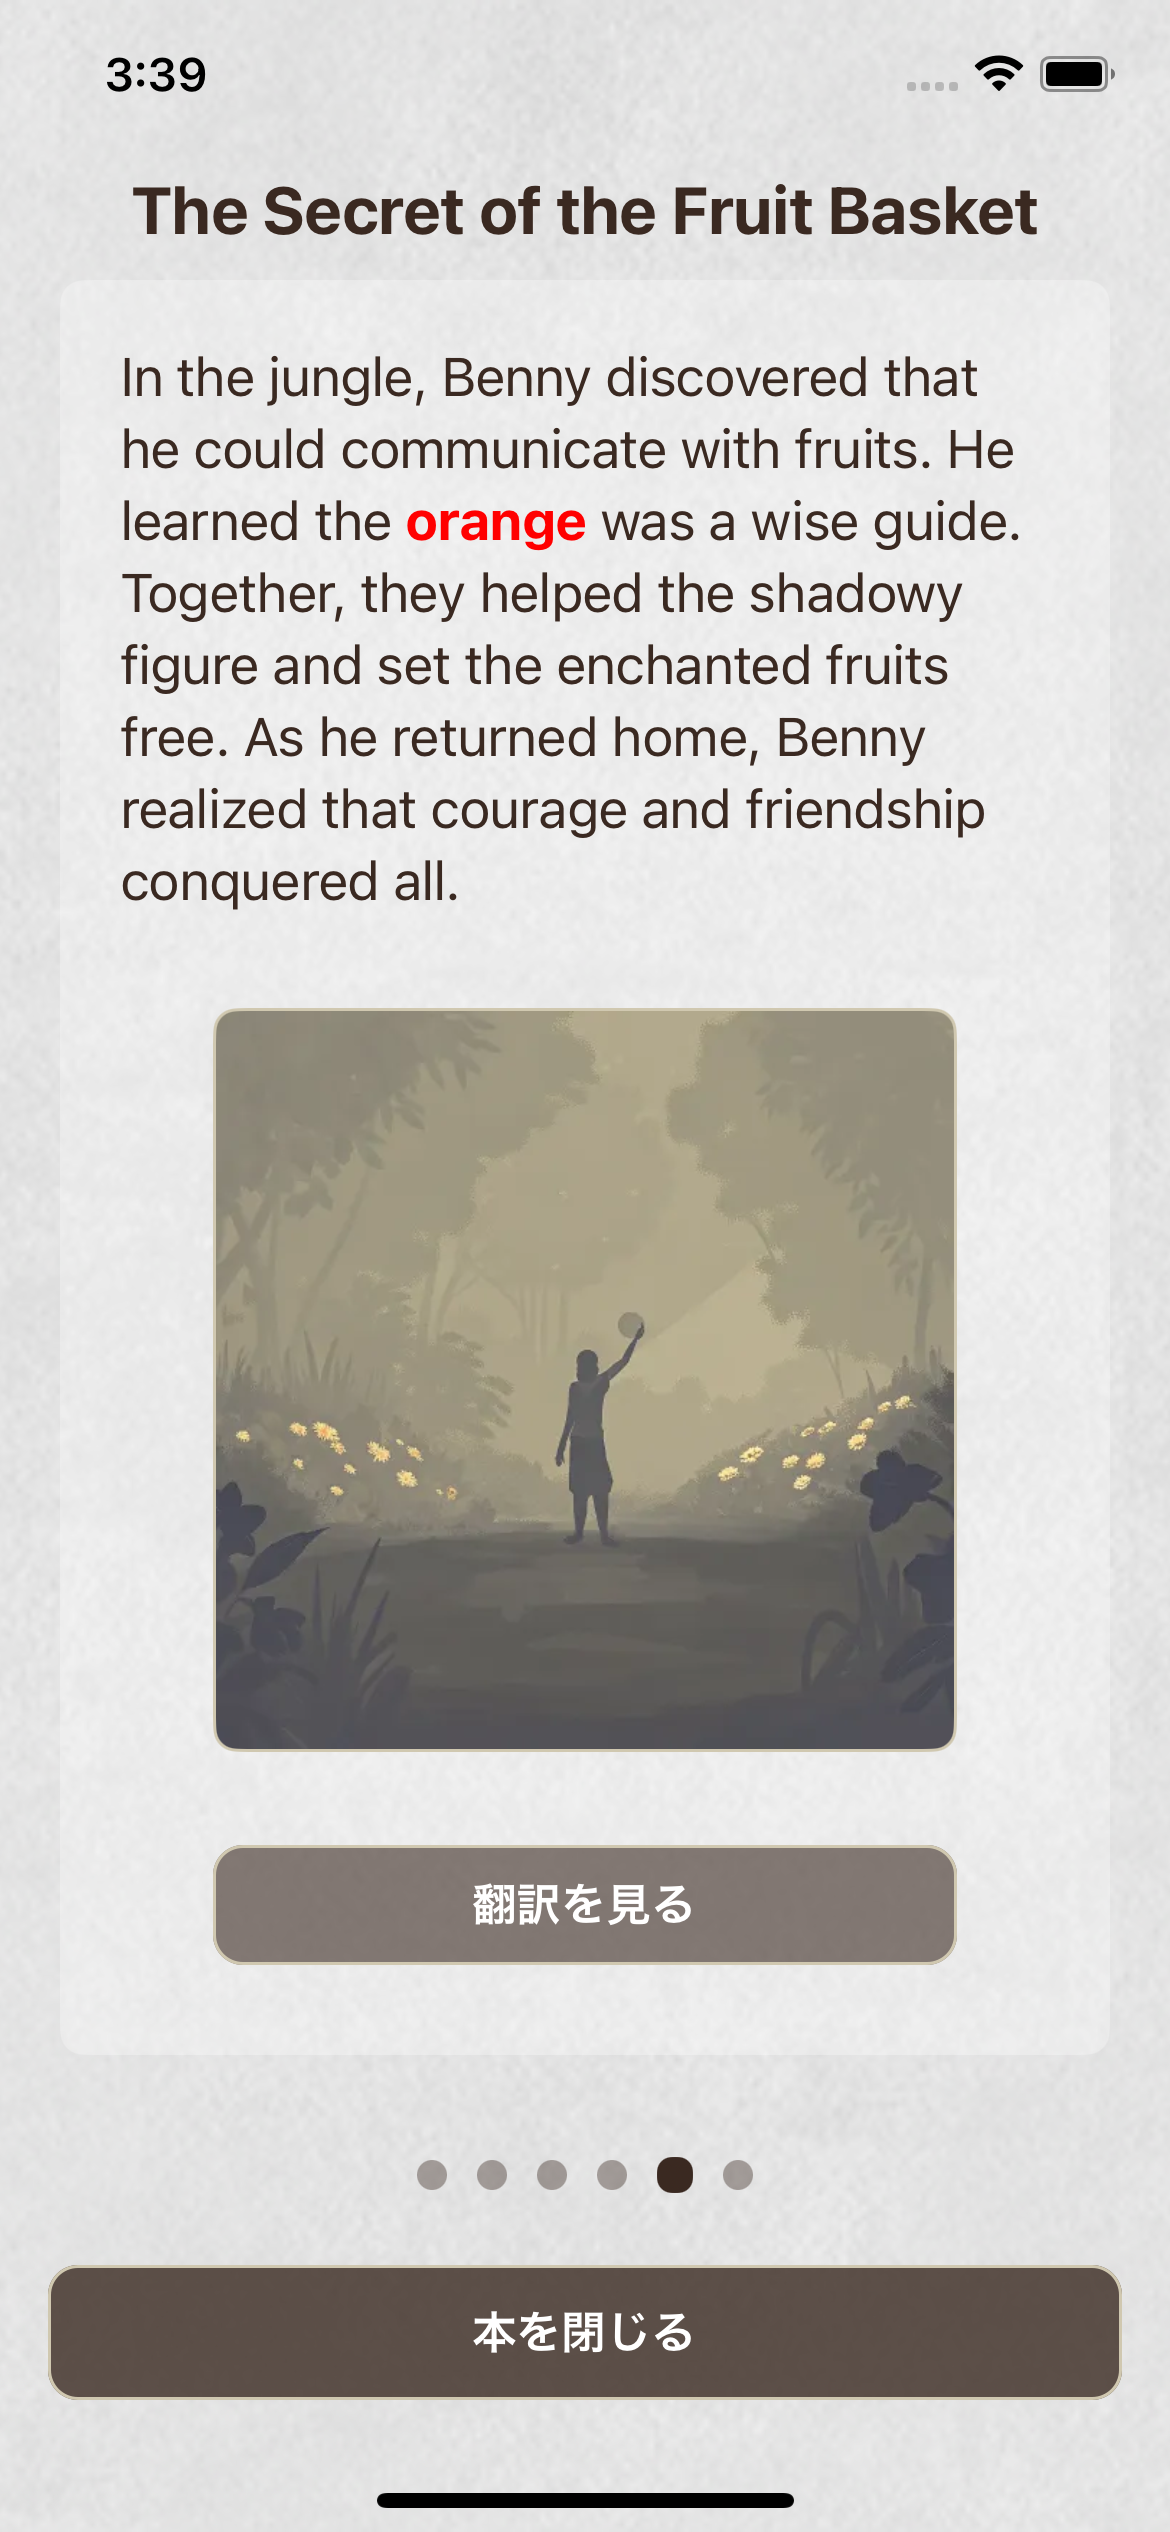 3:39
The Secret of the Fruit Basket
In the jungle, Benny discovered that
he could communicate with fruits. He
learned the orange was a wise guide.
Together, they helped the shadowy
figure and set the enchanted fruits
free. As he returned home, Benny
realized that courage and friendship
conquered all.
翻訳を見る
本を閉じる